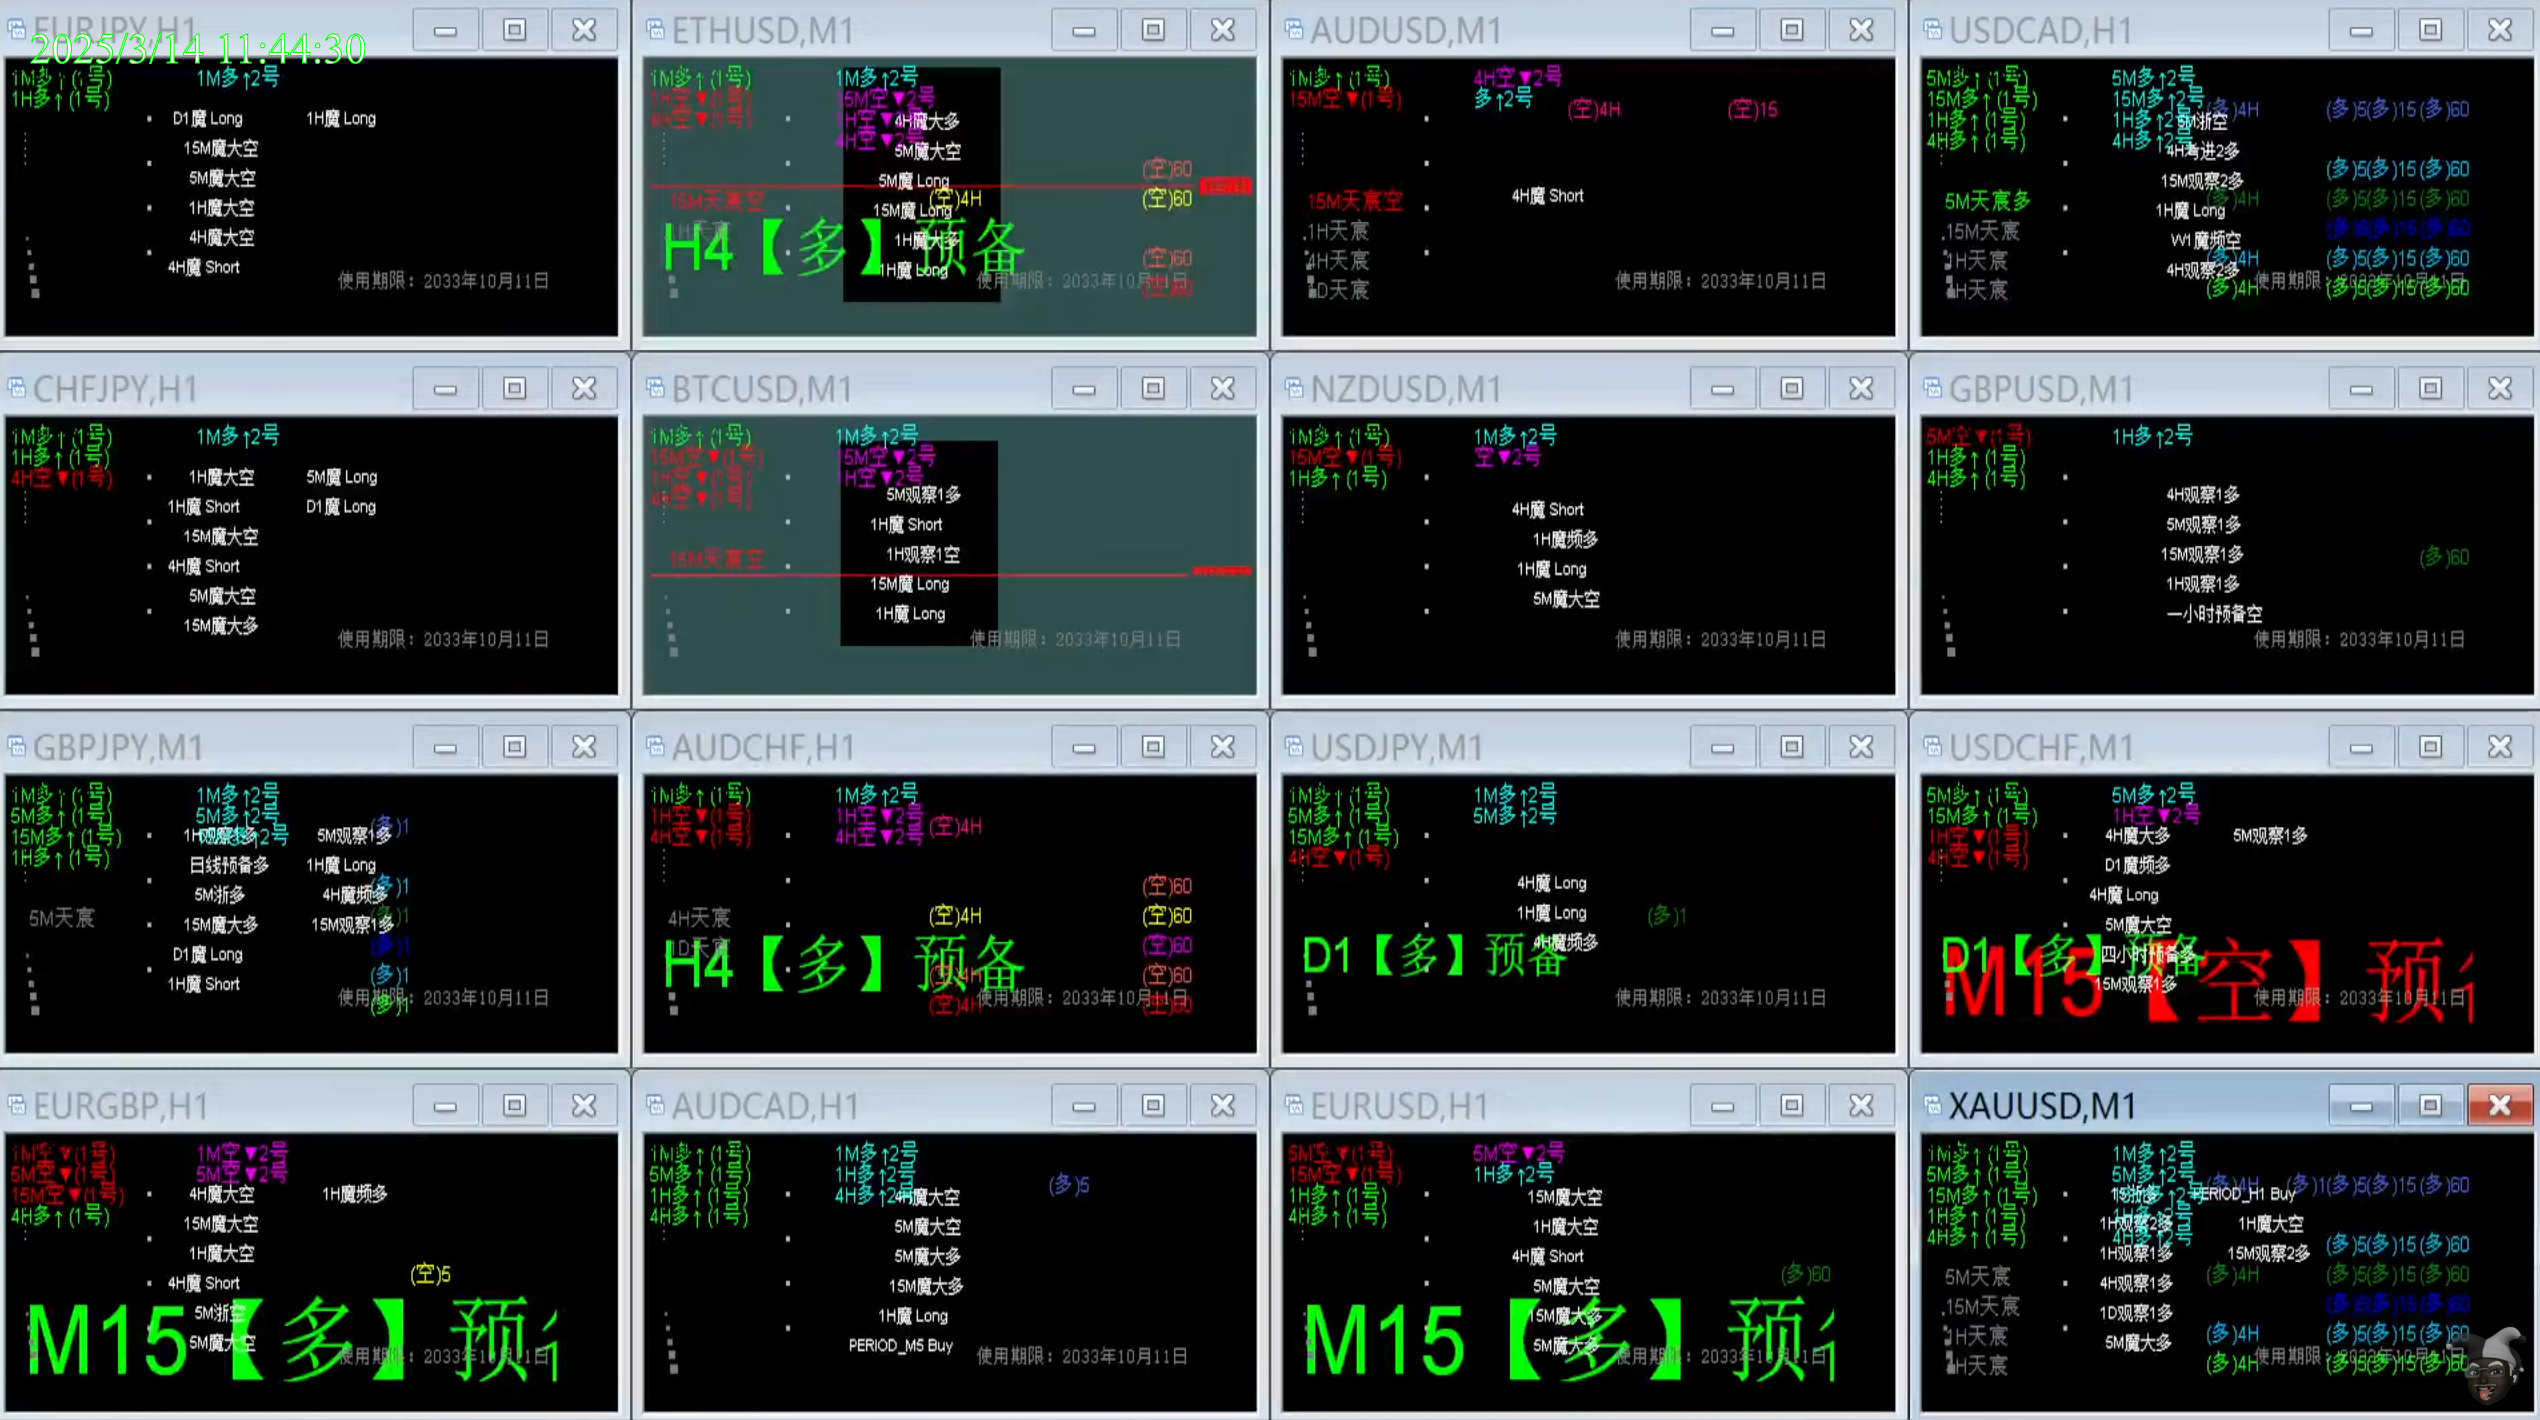 EURJPY,H1
2025/3/14 11:44:30
1M多↑(1号) 1M多↑2号
1H多↑(1号)
D1魔 Long 1H魔 Long
15M魔大空
5M魔大空
1H魔大空
4H魔大空
4H魔 Short
使用期限：2033年10月11日
ETHUSD,M1
1M多↑(1号) 1M多↑2号
1H空▼(1号) 15M空▼2号
4H空▼(1号) 1H空▼2号
4H魔大多
4H空▼2号
5M魔大空
(空)60
5M魔 Long
15M天宸空 (空)4H (空)60
15M魔 Long
1H魔大多
H4【多】预备
(空)60
1H魔 Long
使用期限：2033年10月11日
AUDUSD,M1
1M多↑(1号) 4H空▼2号
15M空▼(1号) 多↑2号
(空)4H (空)15
15M天宸空 4H魔 Short
1H天宸
4H天宸
1D天宸
使用期限：2033年10月11日
USDCAD,H1
5M多↑(1号) 5M多↑2号
15M多↑(1号) 15M多↑2号
(多)4H (多)5(多)15(多)60
1H多↑(1号) 1H多↑2号
5M浙空
4H多↑(1号) 4H多↑2号
4H考进2多
(多)5(多)15(多)60
15M观察2多
5M天宸多 (多)4H (多)5(多)15(多)60
1H魔 Long
15M天宸
W1魔频空
1H天宸 (多)4H (多)5(多)15(多)60
4H观察2多
4H天宸 (多)4H (多)5(多)15(多)60
CHFJPY,H1
1M多↑(1号) 1M多↑2号
1H多↑(1号)
4H空▼(1号)
1H魔大空 5M魔 Long
1H魔 Short D1魔 Long
15M魔大空
4H魔 Short
5M魔大空
15M魔大多
使用期限：2033年10月11日
BTCUSD,M1
1M多↑(1号) 1M多↑2号
15M空▼(1号) 15M空▼2号
1H空▼(1号) 1H空▼2号
4H空▼(1号)
5M观察1多
1H魔 Short
15M天宸空 1H观察1空
15M魔 Long
1H魔 Long
使用期限：2033年10月11日
NZDUSD,M1
1M多↑(1号) 1M多↑2号
15M空▼(1号) 空▼2号
1H多↑(1号)
4H魔 Short
1H魔频多
1H魔 Long
5M魔大空
使用期限：2033年10月11日
GBPUSD,M1
5M空▼(1号) 1H多↑2号
1H多↑(1号)
4H多↑(1号)
4H观察1多
5M观察1多
15M观察1多 (多)60
1H观察1多
一小时预备空
使用期限：2033年10月11日
GBPJPY,M1
1M多↑(1号) 1M多↑2号
5M多↑(1号) 5M多↑2号
15M多↑(1号) (多)1
1H观察1多 5M观察1多
1H多↑(1号)
日线预备多 1H魔 Long
5M浙多 4H魔频多 (多)1
5M天宸 15M魔大多 15M观察1多 (多)1
D1魔 Long (多)1
1H魔 Short (多)1
使用期限：2033年10月11日
(多)1
AUDCHF,H1
1M多↑(1号) 1M多↑2号
1H空▼(1号) 1H空▼2号
4H空▼(1号) 4H空▼2号 (空)4H
(空)60
4H天宸 (空)4H (空)60
1D天宸 (空)60
H4【多】预备
(空)4H (空)60
使用期限：2033年10月11日
(空)4H (空)60
USDJPY,M1
1M多↑(1号) 1M多↑2号
5M多↑(1号) 5M多↑2号
15M多↑(1号)
4H空▼(1号)
4H魔 Long
1H魔 Long (多)1
4H魔频多
D1【多】预备
使用期限：2033年10月11日
USDCHF,M1
5M多↑(1号) 5M多↑2号
15M多↑(1号) 1H空▼2号
1H空▼(1号) 4H魔大多 5M观察1多
4H空▼(1号) D1魔频多
4H魔 Long
5M魔大空
D1【多】预备
四小时预备多
M15【空】预
15M观察1多
使用期限：2033年10月11日
EURGBP,H1
1M空▼(1号) 1M空▼2号
5M空▼(1号) 5M空▼2号
15M空▼(1号) 4H魔大空 1H魔频多
4H多↑(1号) 15M魔大空
1H魔大空
4H魔 Short (空)5
5M浙空
M15【多】预
5M魔大空
使用期限：2033年10月11日
AUDCAD,H1
1M多↑(1号) 1M多↑2号
5M多↑(1号) 1H多↑2号
1H多↑(1号) 4H多↑2号 (多)5
4H魔大空
4H多↑(1号)
5M魔大空
5M魔大多
15M魔大多
1H魔 Long
PERIOD_M5 Buy
使用期限：2033年10月11日
EURUSD,H1
5M空▼(1号) 5M空▼2号
15M空▼(1号) 1H多↑2号
1H多↑(1号) 15M魔大空
4H多↑(1号) 1H魔大空
4H魔 Short
5M魔大空 (多)60
15M魔大多
M15【多】预
5M魔大多
使用期限：2033年10月11日
XAUUSD,M1
1M多↑(1号) 1M多↑2号
5M多↑(1号) 5M多↑2号
(多)4H (多)1(多)5(多)15(多)60
15M多↑(1号) PERIOD_H1 Buy
1H多↑(1号) 1H观察2多 1H魔大空
4H多↑(1号) 4H多↑2号 (多)5(多)15(多)60
1H观察1多 15M观察2多
5M天宸 (多)4H (多)5(多)15(多)60
4H观察1多
15M天宸 1D观察1多
1H天宸 5M魔大多 (多)4H (多)5(多)15(多)60
4H天宸 (多)4H (多)5(多)15(多)60